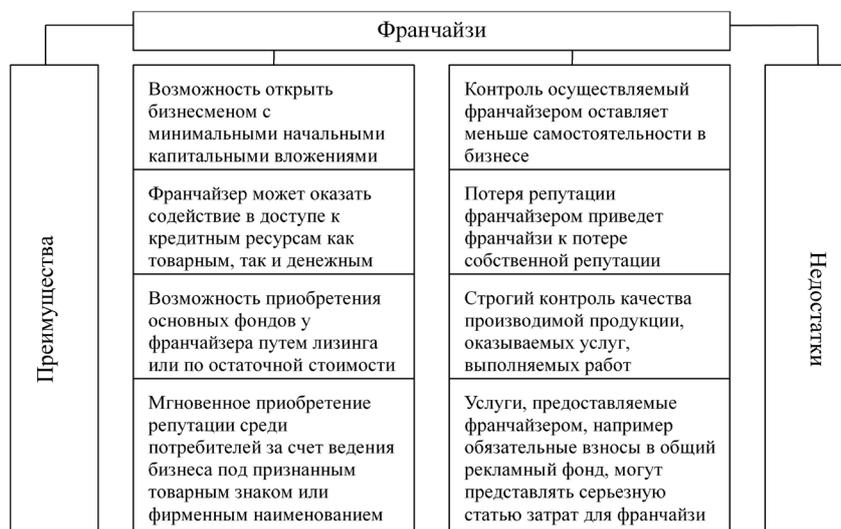 Франчайзи
Преимущества
Возможность открыть
бизнесменом с
минимальными начальными
капитальными вложениями
Франчайзер может оказать
содействие в доступе к
кредитным ресурсам как
товарным, так и денежным
Возможность приобретения
основных фондов у
франчайзера путем лизинга
или по остаточной стоимости
Мгновенное приобретение
репутации среди
потребителей за счет ведения
бизнеса под признанным
товарным знаком или
фирменным наименованием
Контроль осуществляемый
франчайзером оставляет
меньше самостоятельности в
бизнесе
Потеря репутации
франчайзером приведет
франчайзи к потере
собственной репутации
Строгий контроль качества
производимой продукции,
оказываемых услуг,
выполняемых работ
Услуги, предоставляемые
франчайзером, например
обязательные взносы в общий
рекламный фонд, могут
представлять серьезную
статью затрат для франчайзи
Недостатки